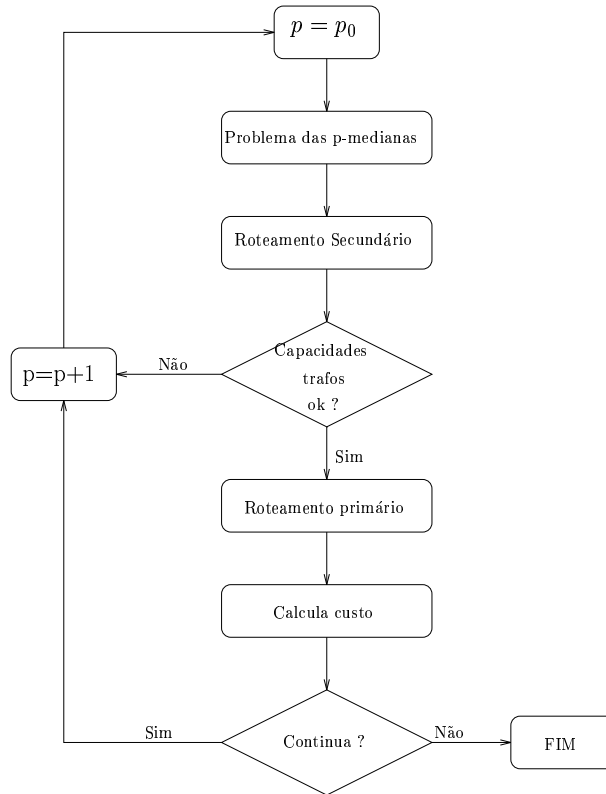 p = p₀
Problema das p-medianas
Roteamento Secundário
Capacidades
trafos
ok ?
Não
p=p+1
Sim
Roteamento primário
Calcula custo
Sim
Continua ?
Não
FIM